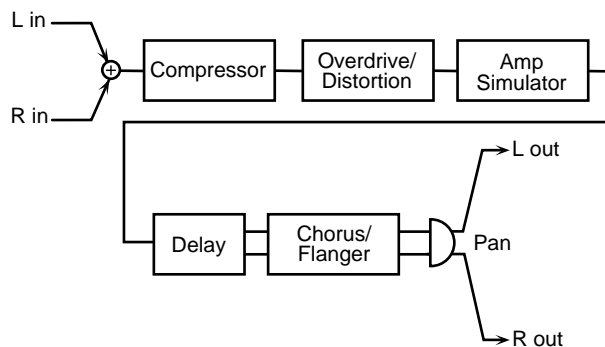 L in
R in
+
Compressor
Overdrive/
Distortion
Amp
Simulator
Delay
Chorus/
Flanger
Pan
L out
R out